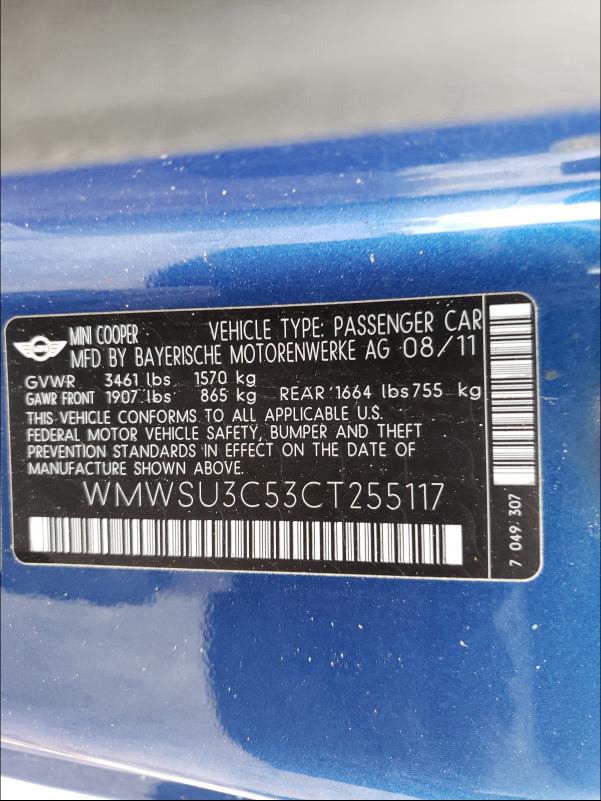 MINI COOPER VEHICLE TYPE: PASSENGER CAR
MINI MFD BY BAYERISCHE MOTORENWERKE AG 08/11
GVWR 3461 lbs 1570 kg
GAWR FRONT 1907 lbs 865 kg REAR 1664 lbs 755 kg
THIS VEHICLE CONFORMS TO ALL APPLICABLE U.S.
FEDERAL MOTOR VEHICLE SAFETY, BUMPER AND THEFT
PREVENTION STANDARDS IN EFFECT ON THE DATE OF
MANUFACTURE SHOWN ABOVE.
WMWSU3C53CT255117
7 049 307